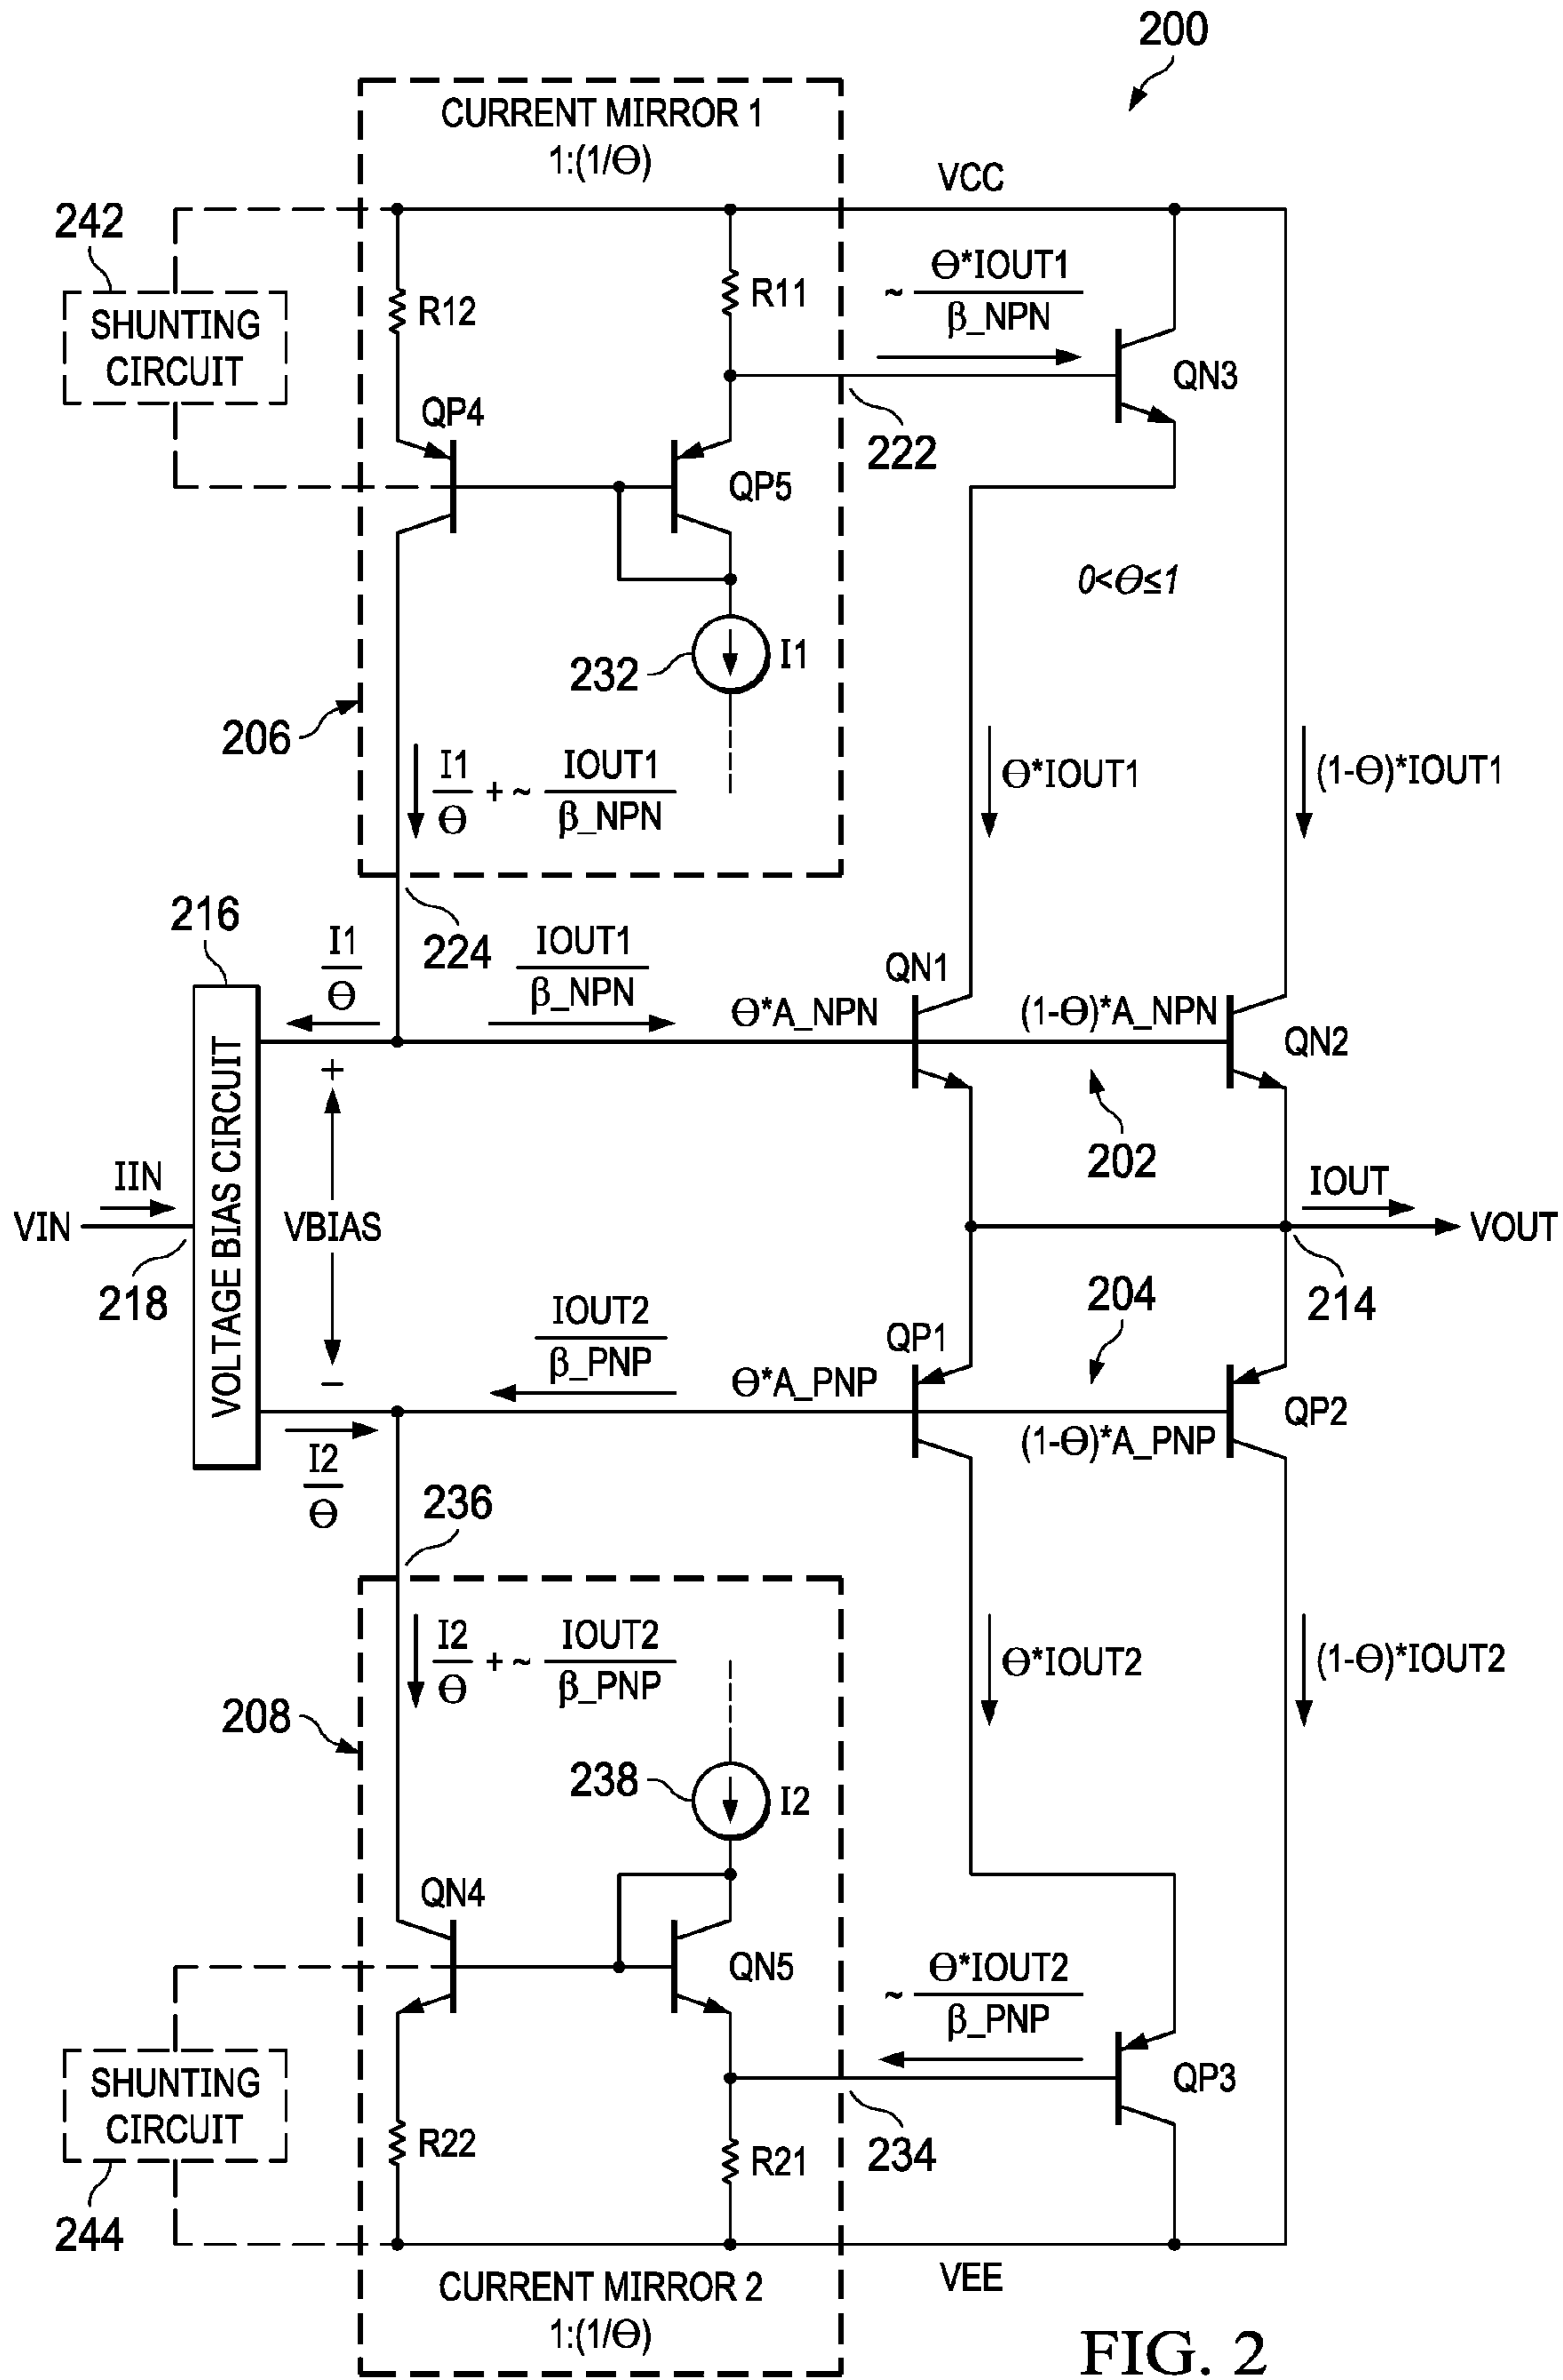 200
CURRENT MIRROR 1
1:(1/Θ)
VCC
242
SHUNTING
CIRCUIT
R12
R11
~ Θ*IOUT1
β_NPN
QN3
QP4
222
QP5
0<Θ≤1
232
I1
206
I1
Θ
+ ~ IOUT1
β_NPN
Θ*IOUT1
(1-Θ)*IOUT1
216
224
I1
Θ
IOUT1
β_NPN
QN1
Θ*A_NPN
(1-Θ)*A_NPN
QN2
+
202
IIN
IOUT
VIN
VOLTAGE BIAS CIRCUIT
VBIAS
VOUT
218
204
214
IOUT2
β_PNP
QP1
−
Θ*A_PNP
QP2
(1-Θ)*A_PNP
I2
Θ
236
I2
Θ
+ ~ IOUT2
β_PNP
Θ*IOUT2
(1-Θ)*IOUT2
208
238
I2
QN4
QN5
~ Θ*IOUT2
β_PNP
SHUNTING
CIRCUIT
QP3
R22
R21
234
244
VEE
CURRENT MIRROR 2
1:(1/Θ)
FIG. 2